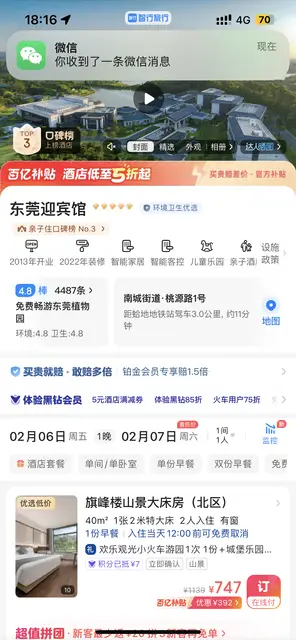 18:16
智行旅行
4G 70
微信
现在
你收到了一条微信消息
TOP
3
口碑榜
上榜酒店
封面
精选
外观
相册
达人逛图
百亿补贴 酒店低至5折起
买贵赔差价·官方补贴
东莞迎宾馆
环境卫生优选
亲子住口碑榜 No.3
2013年开业
2022年装修
智能家居
智能客控
儿童乐园
亲子酒店
设施
政策
4.8 棒 4487条
免费畅游东莞植物园
环境:4.8 卫生:4.8
南城街道·桃源路1号
距蛤地地铁站驾车3.0公里, 约11分钟
地图
买贵就赔·敢赔多倍
铂金会员专享赔1.5倍
体验黑钻会员
5元酒店满减券
体验黑钻85折
火车用户75折
02月06日 周五
1晚
02月07日 周六
看低价
1间
1人
监控
酒店套餐
单间/单卧室
单份早餐
双份早餐
免费
优选低价
旗峰楼山景大床房（北区）
40m² 1张2米特大床 2人入住 有窗
1份早餐 入住当天12:00前可免费取消
礼 欢乐观光小火车游园1次 1份+城堡乐园...
积分已抵¥7
立即确认
山景
10
¥1139 ¥747
百亿补贴 优惠¥392
订
在线付
超值拼团